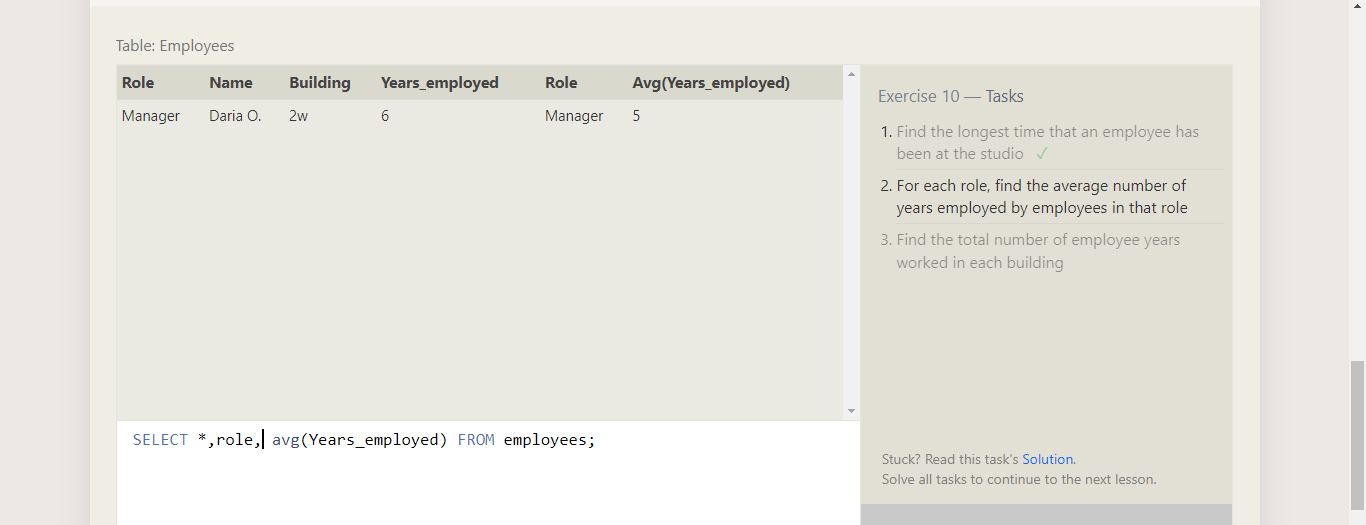 Table: Employees
Role Name Building Years_employed Role Avg(Years_employed)
Manager Daria O. 2w 6 Manager 5
SELECT *,role, avg(Years_employed) FROM employees;
Exercise 10 — Tasks
1. Find the longest time that an employee has
been at the studio ✓
2. For each role, find the average number of
years employed by employees in that role
3. Find the total number of employee years
worked in each building
Stuck? Read this task's Solution.
Solve all tasks to continue to the next lesson.